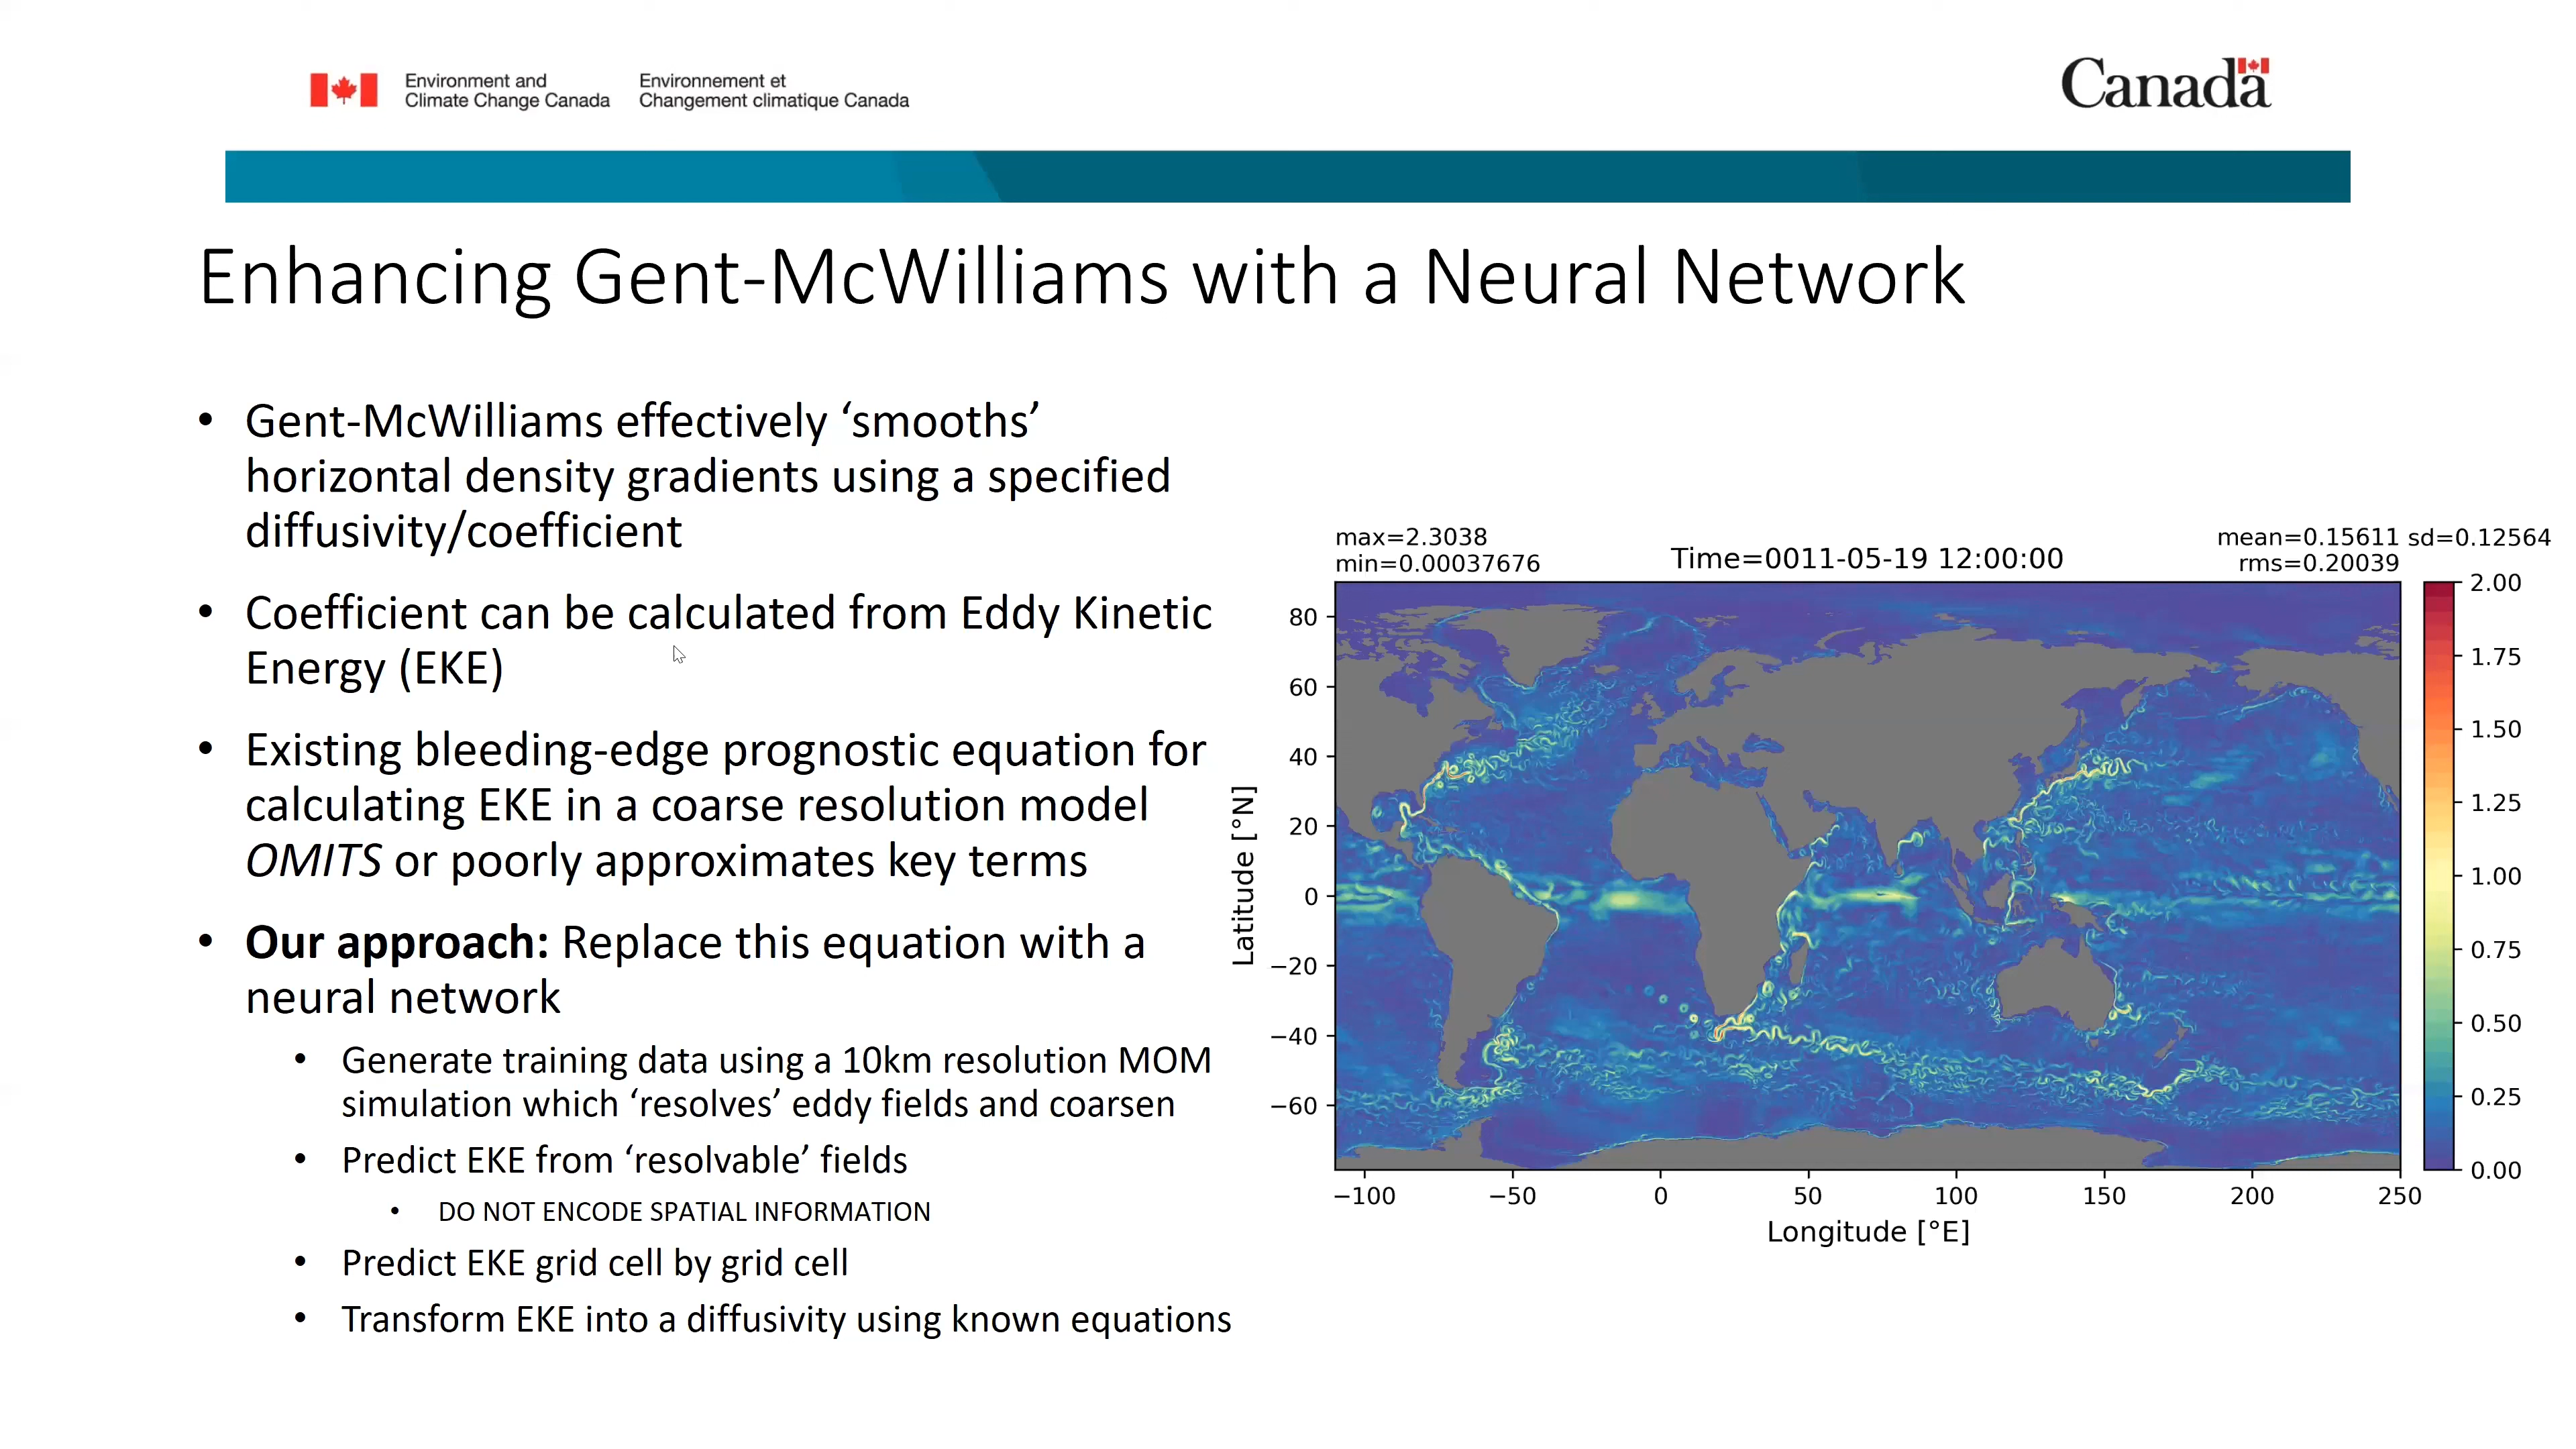 Environment and
Climate Change Canada
Environnement et
Changement climatique Canada
Canada
Enhancing Gent-McWilliams with a Neural Network
• Gent-McWilliams effectively ‘smooths’
horizontal density gradients using a specified
diffusivity/coefficient
• Coefficient can be calculated from Eddy Kinetic
Energy (EKE)
• Existing bleeding-edge prognostic equation for
calculating EKE in a coarse resolution model
OMITS or poorly approximates key terms
• Our approach: Replace this equation with a
neural network
• Generate training data using a 10km resolution MOM
simulation which ‘resolves’ eddy fields and coarsen
• Predict EKE from ‘resolvable’ fields
• DO NOT ENCODE SPATIAL INFORMATION
• Predict EKE grid cell by grid cell
• Transform EKE into a diffusivity using known equations
max=2.3038
min=0.00037676
Time=0011-05-19 12:00:00
mean=0.15611 sd=0.12564
rms=0.20039
Latitude [°N]
80
60
40
20
0
−20
−40
−60
−100 −50 0 50 100 150 200 250
Longitude [°E]
2.00
1.75
1.50
1.25
1.00
0.75
0.50
0.25
0.00